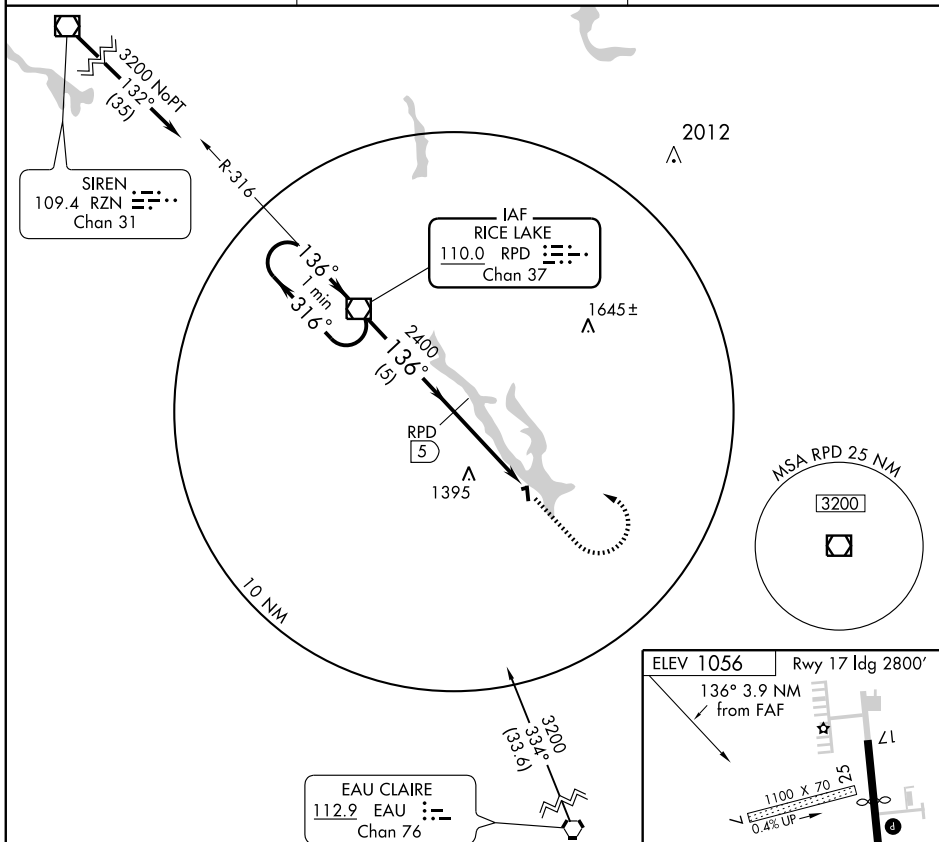 3200 NoPT
132°
(35)
2012
SIREN
109.4 RZN
Chan 31
R-316
IAF
RICE LAKE
110.0 RPD
Chan 37
136°
1 min
316°
1645±
2400
136°
(5)
RPD
5
1395
MSA RPD 25 NM
3200
10 NM
3200
334°
(33.6)
EAU CLAIRE
112.9 EAU
Chan 76
ELEV 1056
Rwy 17 ldg 2800'
136° 3.9 NM
from FAF
17
7
1100 X 70
25
0.4% UP
P